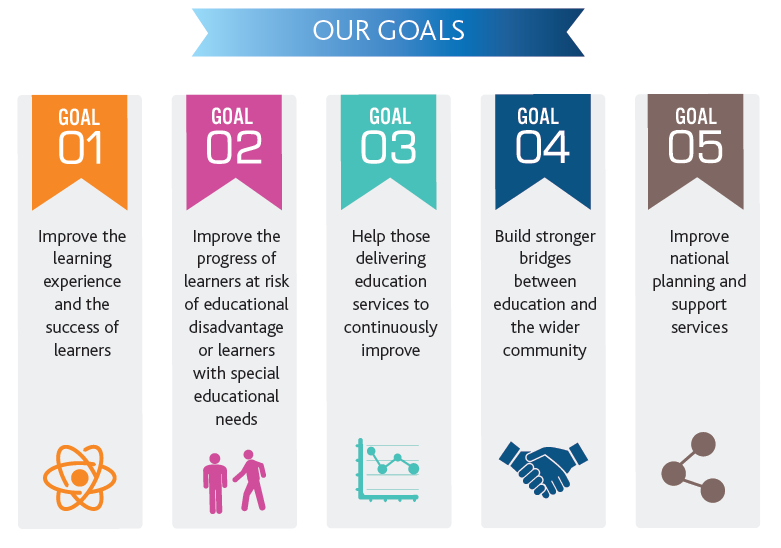 OUR GOALS
GOAL
01
Improve the
learning
experience
and the
success of
learners
GOAL
02
Improve the
progress of
learners at risk
of educational
disadvantage
or learners
with special
educational
needs
GOAL
03
Help those
delivering
education
services to
continuously
improve
GOAL
04
Build stronger
bridges
between
education and
the wider
community
GOAL
05
Improve
national
planning and
support
services